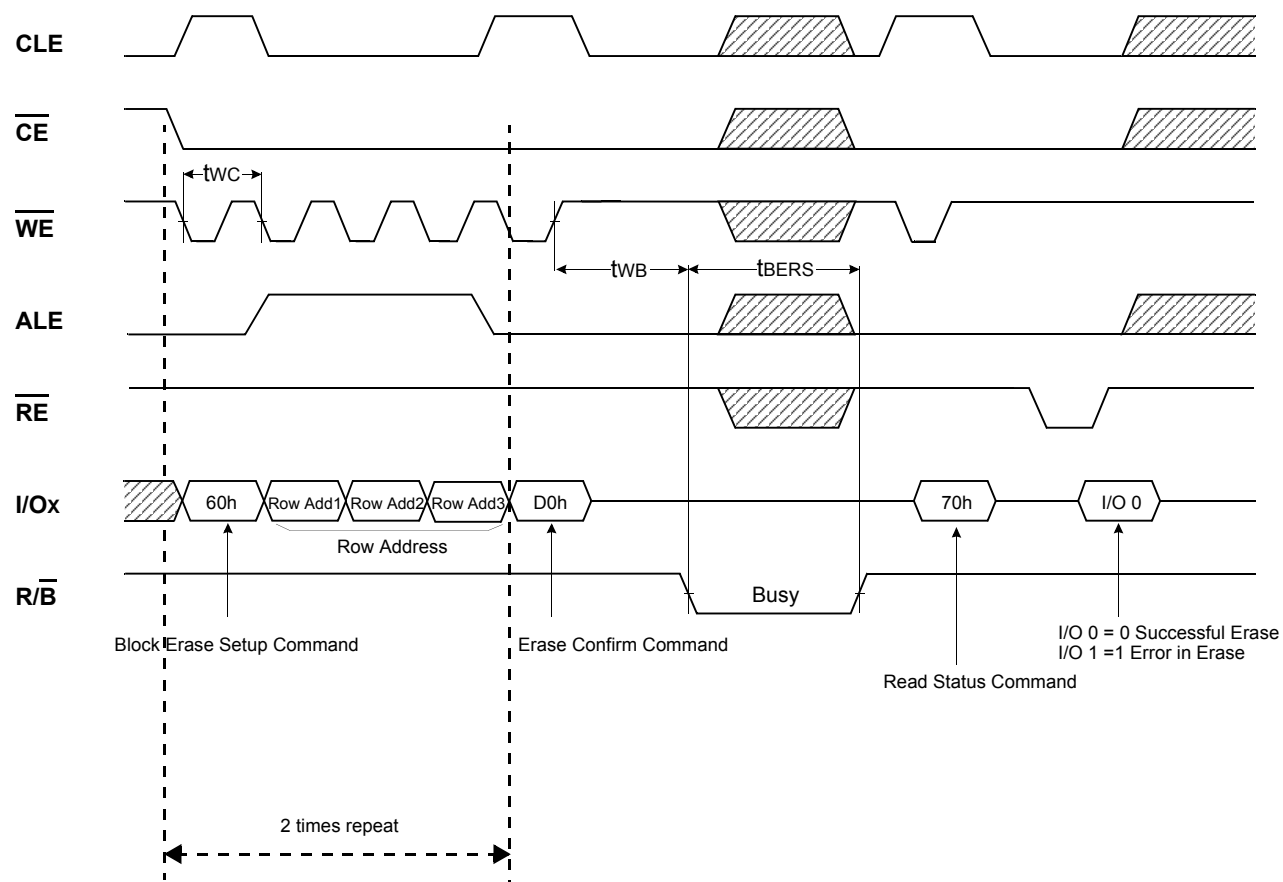 CLE
CE
tWC
WE
tWB
tBERS
ALE
RE
I/Ox
60h
Row Add1
Row Add2
Row Add3
D0h
70h
I/O 0
Row Address
R/B
Busy
Block Erase Setup Command
Erase Confirm Command
I/O 0 = 0 Successful Erase
I/O 1 =1 Error in Erase
Read Status Command
2 times repeat